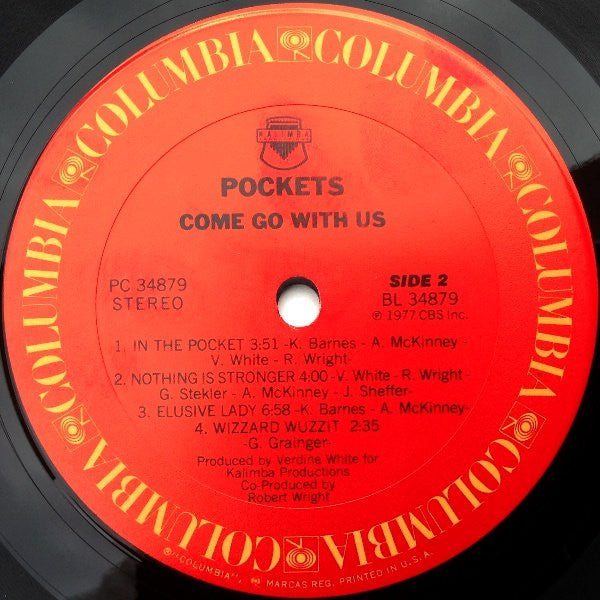 COLUMBIA COLUMBIA COLUMBIA COLUMBIA COLUMBIA COLUMBIA
KALIMBA
POCKETS
COME GO WITH US
PC 34879
STEREO
SIDE 2
BL 34879
℗ 1977 CBS Inc.
1. IN THE POCKET 3:51 -K. Barnes - A. McKinney-
V. White - R. Wright-
2. NOTHING IS STRONGER 4:00 -V. White - R. Wright-
G. Stekler - A. McKinney - J. Sheffer-
3. ELUSIVE LADY 6:58 -K. Barnes - A. McKinney-
4. WIZZARD WUZZIT 2:35
-G. Grainger-
Produced by Verdine White for
Kalimba Productions
Co-Produced by
Robert Wright
"COLUMBIA", MARCAS REG. PRINTED IN U.S.A.